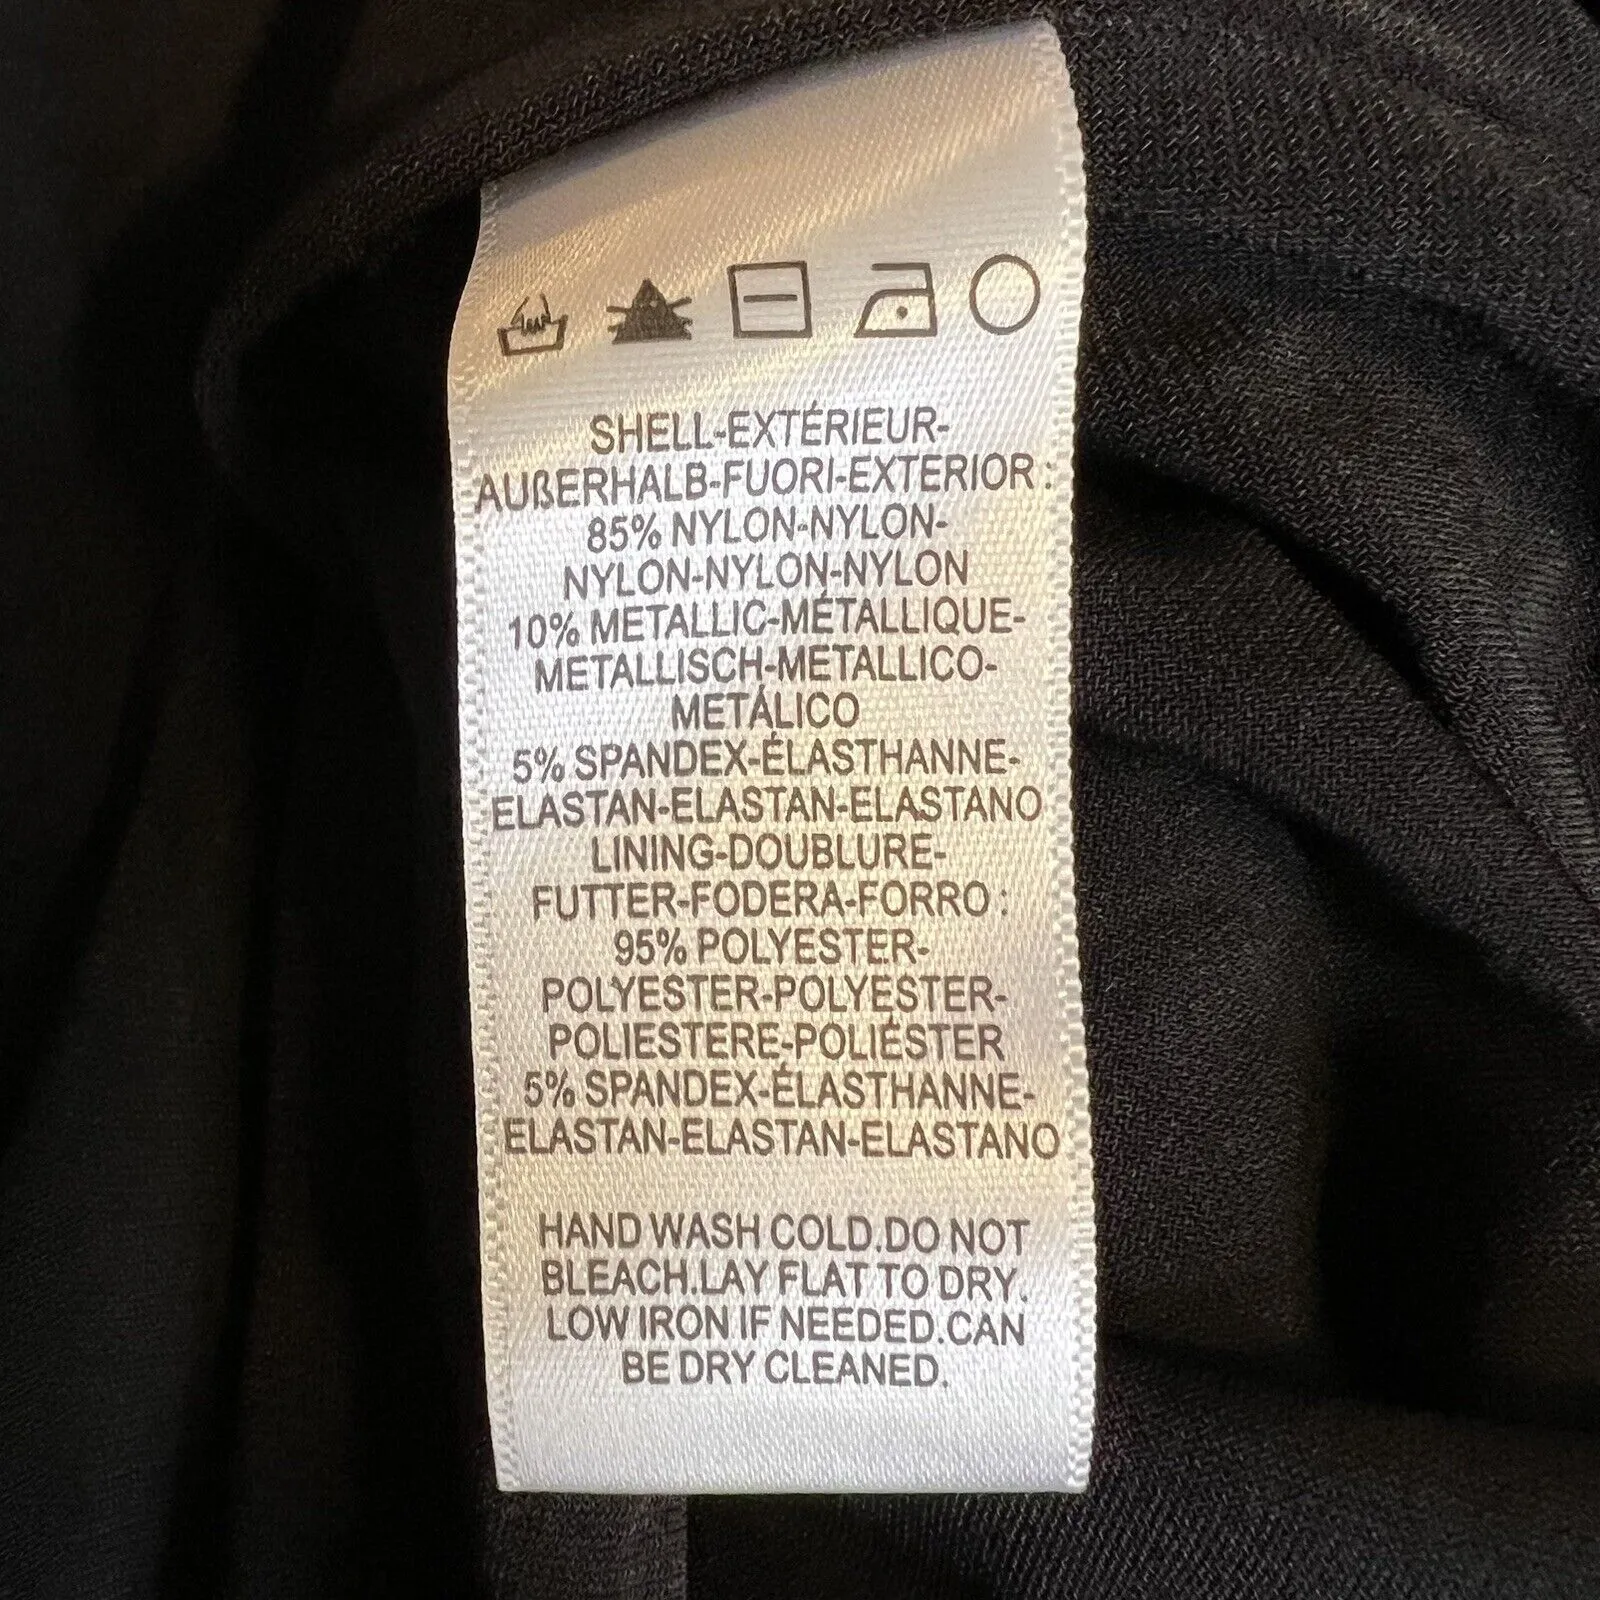 SHELL-EXTÉRIEUR-
AUßERHALB-FUORI-EXTERIOR :
85% NYLON-NYLON-
NYLON-NYLON-NYLON
10% METALLIC-MÉTALLIQUE-
METALLISCH-METALLICO-
METÁLICO
5% SPANDEX-ÉLASTHANNE-
ELASTAN-ELASTAN-ELASTANO
LINING-DOUBLURE-
FUTTER-FODERA-FORRO :
95% POLYESTER-
POLYESTER-POLYESTER-
POLIESTERE-POLIÉSTER
5% SPANDEX-ÉLASTHANNE-
ELASTAN-ELASTAN-ELASTANO
HAND WASH COLD.DO NOT
BLEACH.LAY FLAT TO DRY.
LOW IRON IF NEEDED.CAN
BE DRY CLEANED.